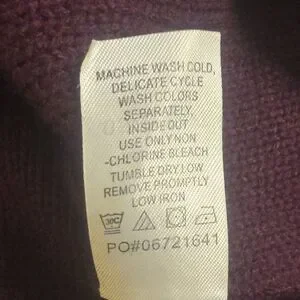 MACHINE WASH COLD,
DELICATE CYCLE
WASH COLORS
SEPARATELY,
INSIDE OUT
USE ONLY NON
-CHLORINE BLEACH
TUMBLE DRY LOW
REMOVE PROMPTLY
LOW IRON
30C
PO#06721641